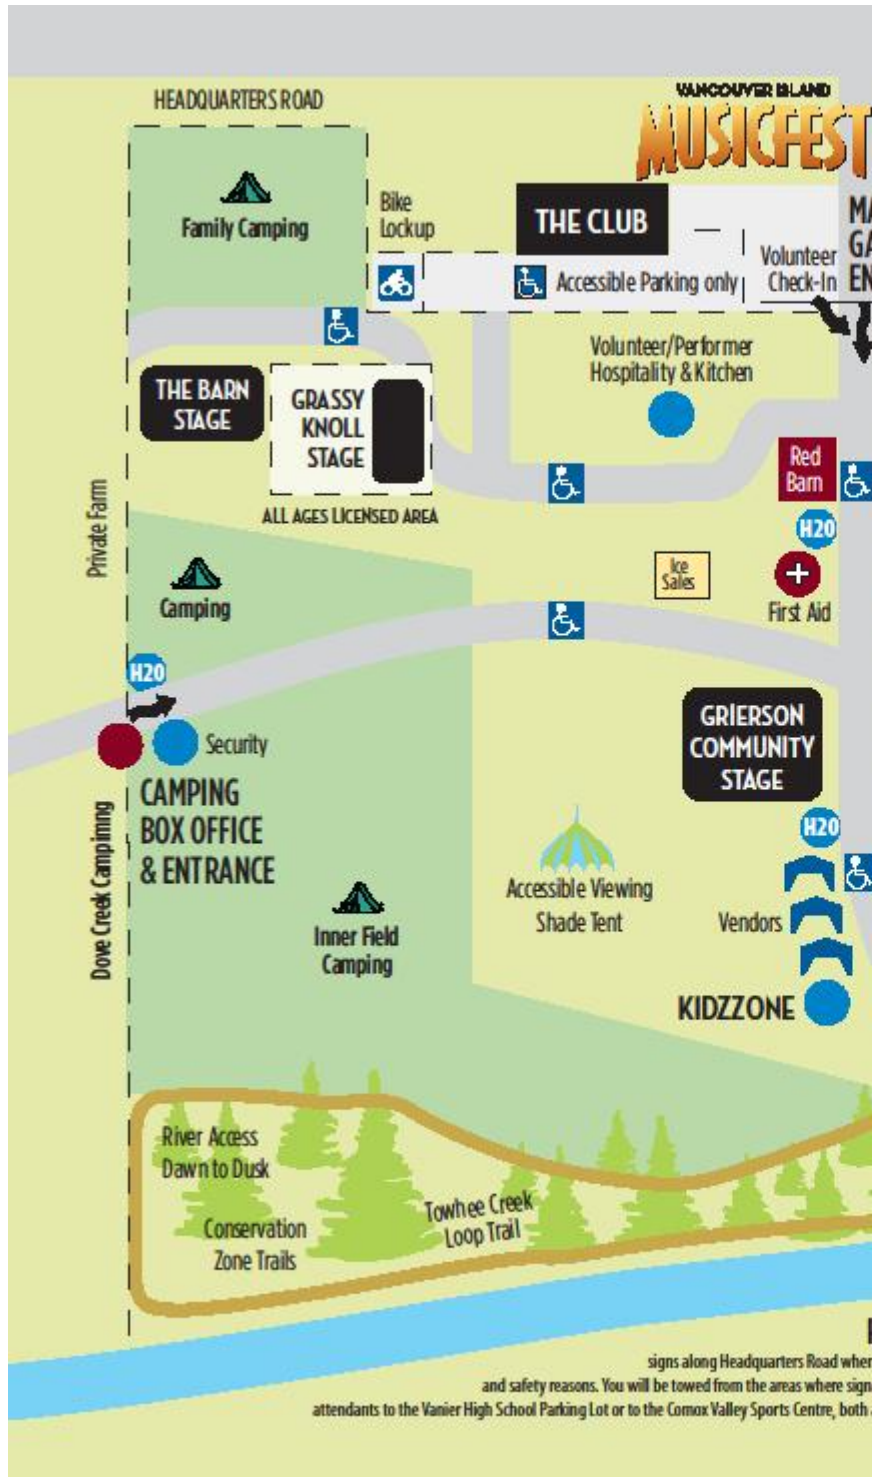 HEADQUARTERS ROAD
VANCOUVER ISLAND
MUSICFEST
Family Camping
Bike
Lockup
THE CLUB
Accessible Parking only
Volunteer
Check-In
Volunteer/Performer
Hospitality & Kitchen
THE BARN
STAGE
GRASSY
KNOLL
STAGE
ALL AGES LICENSED AREA
Red
Barn
H20
Ice
Sales
First Aid
Private Farm
Camping
H20
Security
CAMPING
BOX OFFICE
& ENTRANCE
GRIERSON
COMMUNITY
STAGE
H20
Dove Creek Campimng
Accessible Viewing
Shade Tent
Vendors
Inner Field
Camping
KIDZZONE
River Access
Dawn to Dusk
Conservation
Zone Trails
Towhee Creek
Loop Trail
signs along Headquarters Road
and safety reasons. You will be towed from the areas where
attendants to the Vanier High School Parking Lot or to the Comox Valley Sports Centre, both